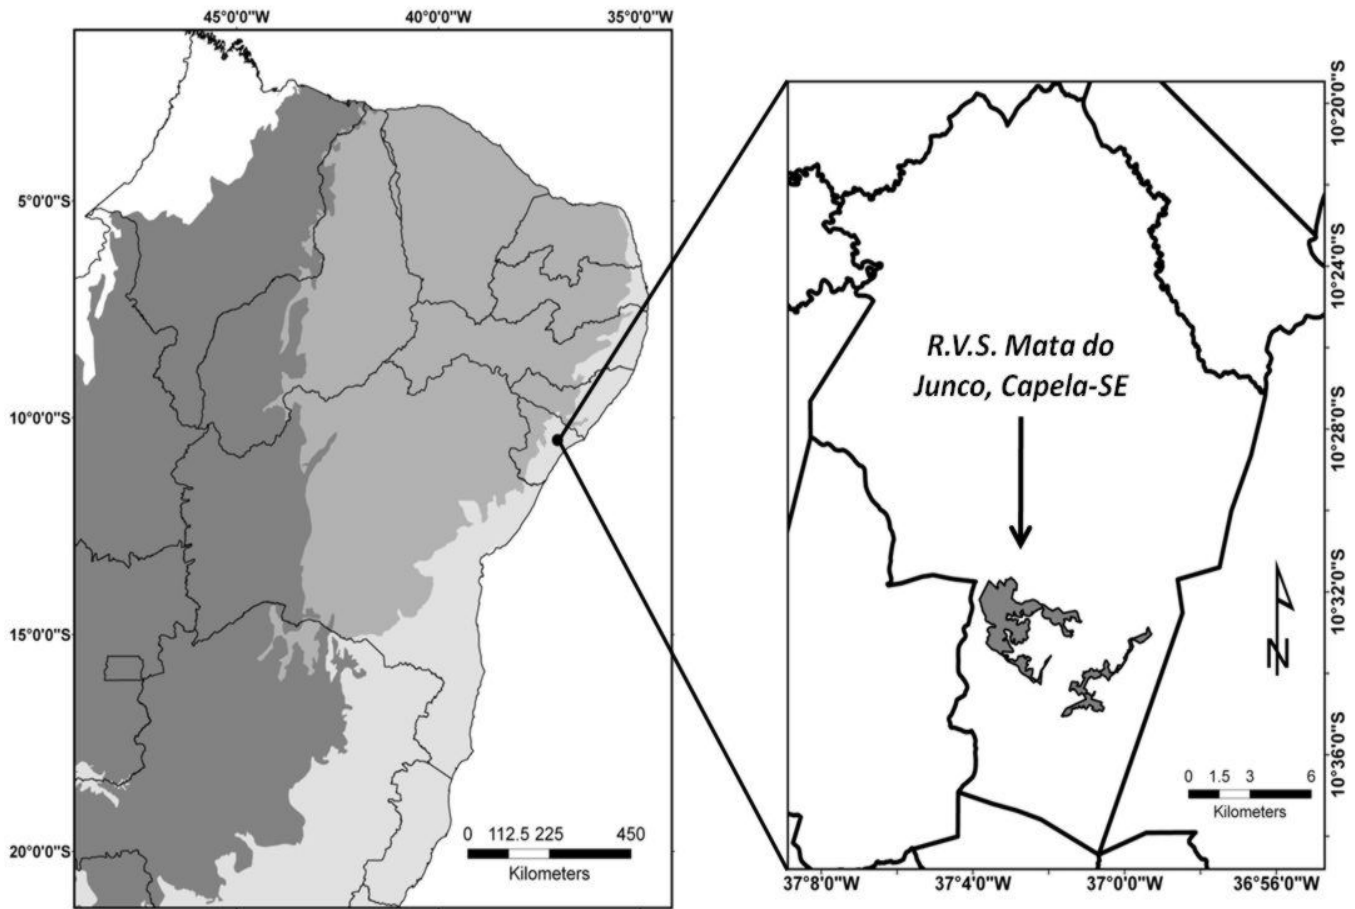 45°0'0"W 40°0'0"W 35°0'0"W
5°0'0"S
10°0'0"S
15°0'0"S
20°0'0"S
0 112.5 225 450
Kilometers
10°20'0"S
10°24'0"S
10°28'0"S
10°32'0"S
10°36'0"S
R.V.S. Mata do
Junco, Capela-SE
N
0 1.5 3 6
Kilometers
37°8'0"W 37°4'0"W 37°0'0"W 36°56'0"W